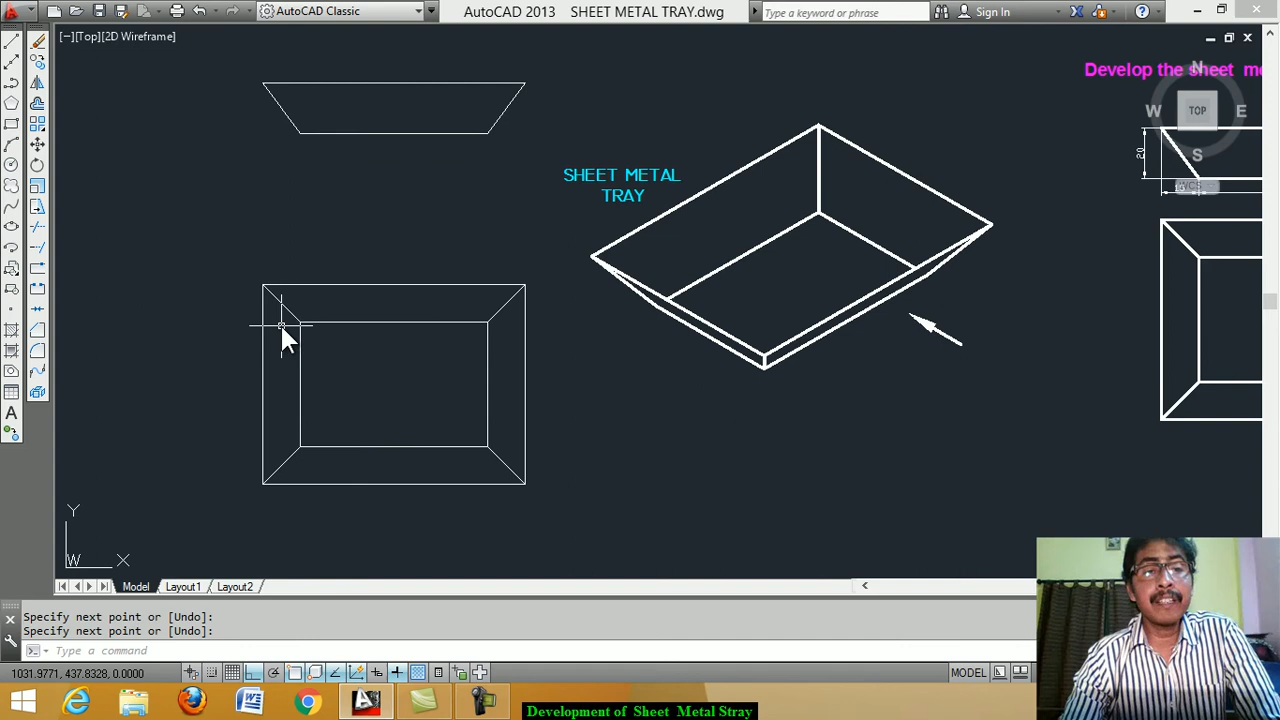 AutoCAD Classic
AutoCAD 2013 SHEET METAL TRAY.dwg
Type a keyword or phrase
Sign In
[−][Top][2D Wireframe]
Develop the sheet me
N
W
TOP
E
S
SHEET METAL
TRAY
20
Y
W
X
A
Model
Layout1
Layout2
Specify next point or [Undo]:
Specify next point or [Undo]:
Type a command
1031.9771, 437.8328, 0.0000
MODEL
Development of Sheet Metal Stray